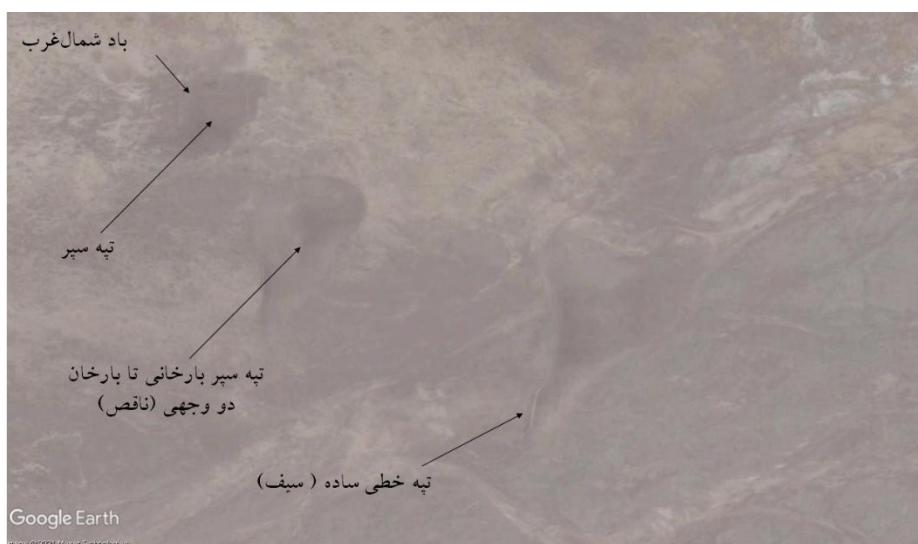 باد شمال‌غرب
تپه سپر
تپه سپر بارخانی تا بارخان
دو وجهی (ناقص)
تپه خطی ساده ( سیف)
Google Earth